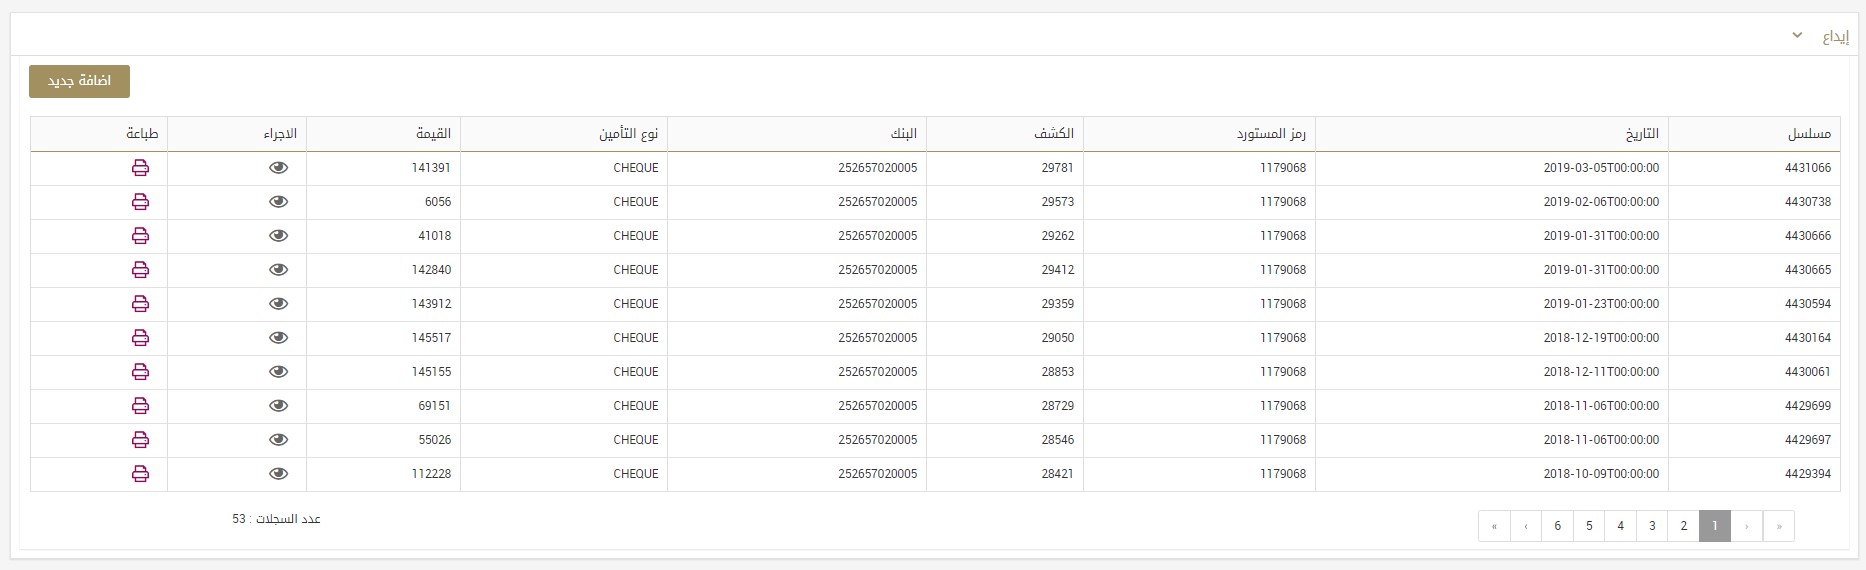 إيداع
اضافة جديد
مسلسل التاريخ رمز المستورد الكشف البنك نوع التأمين القيمة الاجراء طباعة
4431066 2019-03-05T00:00:00 1179068 29781 252657020005 CHEQUE 141391
4430738 2019-02-06T00:00:00 1179068 29573 252657020005 CHEQUE 6056
4430666 2019-01-31T00:00:00 1179068 29262 252657020005 CHEQUE 41018
4430665 2019-01-31T00:00:00 1179068 29412 252657020005 CHEQUE 142840
4430594 2019-01-23T00:00:00 1179068 29359 252657020005 CHEQUE 143912
4430164 2018-12-19T00:00:00 1179068 29050 252657020005 CHEQUE 145517
4430061 2018-12-11T00:00:00 1179068 28853 252657020005 CHEQUE 145155
4429699 2018-11-06T00:00:00 1179068 28729 252657020005 CHEQUE 69151
4429697 2018-11-06T00:00:00 1179068 28546 252657020005 CHEQUE 55026
4429394 2018-10-09T00:00:00 1179068 28421 252657020005 CHEQUE 112228
« ‹ 1 2 3 4 5 6 › »
عدد السجلات : 53